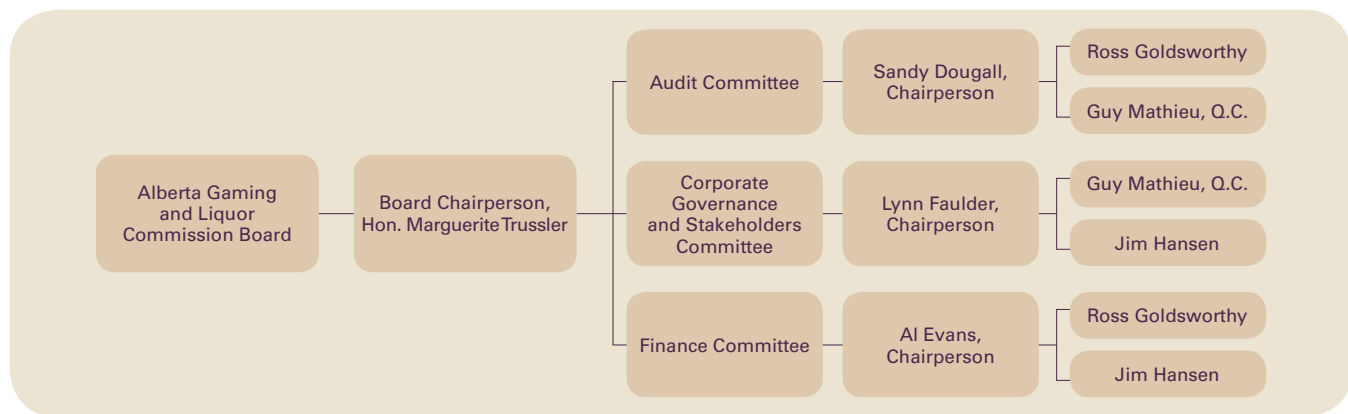 Alberta Gaming
and Liquor
Commission Board
Board Chairperson,
Hon. Marguerite Trussler
Audit Committee
Sandy Dougall,
Chairperson
Ross Goldsworthy
Guy Mathieu, Q.C.
Corporate
Governance
and Stakeholders
Committee
Lynn Faulder,
Chairperson
Guy Mathieu, Q.C.
Jim Hansen
Finance Committee
Al Evans,
Chairperson
Ross Goldsworthy
Jim Hansen